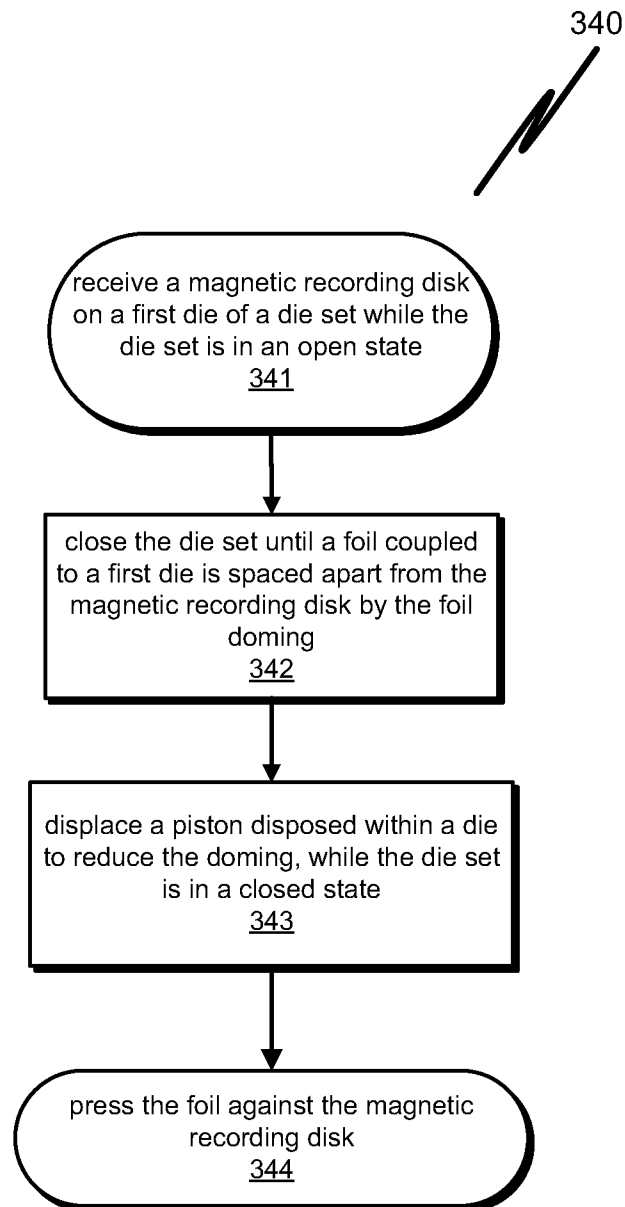 340
receive a magnetic recording disk
on a first die of a die set while the
die set is in an open state
341
close the die set until a foil coupled
to a first die is spaced apart from the
magnetic recording disk by the foil
doming
342
displace a piston disposed within a die
to reduce the doming, while the die set
is in a closed state
343
press the foil against the magnetic
recording disk
344